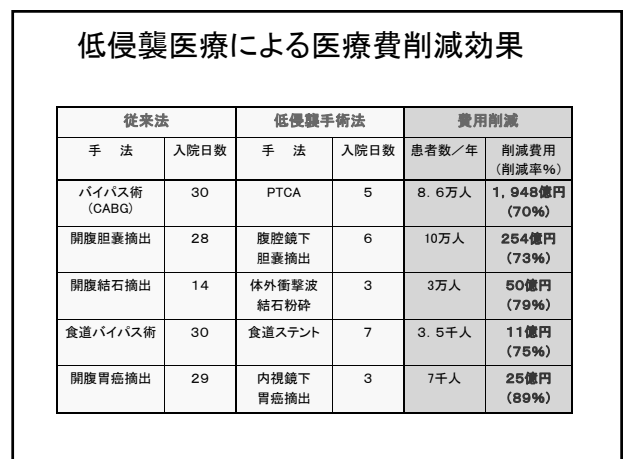 低侵襲医療による医療費削減効果
従来法 低侵襲手術法 費用削減
手 法 入院日数 手 法 入院日数 患者数／年 削減費用
(削減率%)
バイパス術
(CABG) 30 PTCA 5 8. 6万人 1, 948億円
(70%)
開腹胆嚢摘出 28 腹腔鏡下
胆嚢摘出 6 10万人 254億円
(73%)
開腹結石摘出 14 体外衝撃波
結石粉砕 3 3万人 50億円
(79%)
食道バイパス術 30 食道ステント 7 3. 5千人 11億円
(75%)
開腹胃癌摘出 29 内視鏡下
胃癌摘出 3 7千人 25億円
(89%)